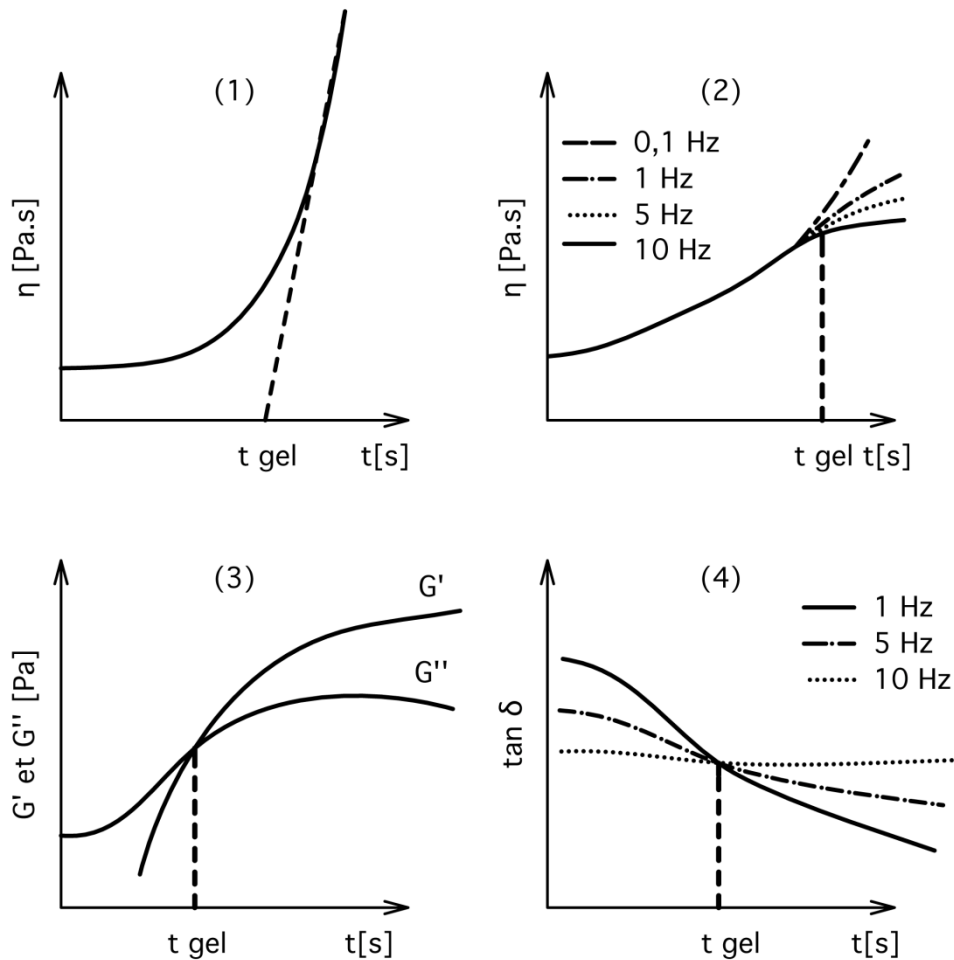 (1)
η [Pa.s]
t gel
t[s]
(2)
0,1 Hz
1 Hz
5 Hz
10 Hz
η [Pa.s]
t gel t[s]
(3)
G'
G''
G' et G'' [Pa]
t gel
t[s]
(4)
1 Hz
5 Hz
10 Hz
tan δ
t gel
t[s]